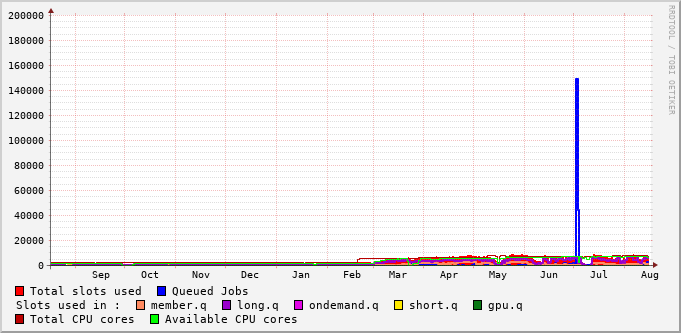 200000
180000
160000
140000
120000
100000
80000
60000
40000
20000
0
Sep Oct Nov Dec Jan Feb Mar Apr May Jun Jul Aug
Total slots used Queued Jobs
Slots used in : member.q long.q ondemand.q short.q gpu.q
Total CPU cores Available CPU cores
RRDTOOL / TOBI OETIKER